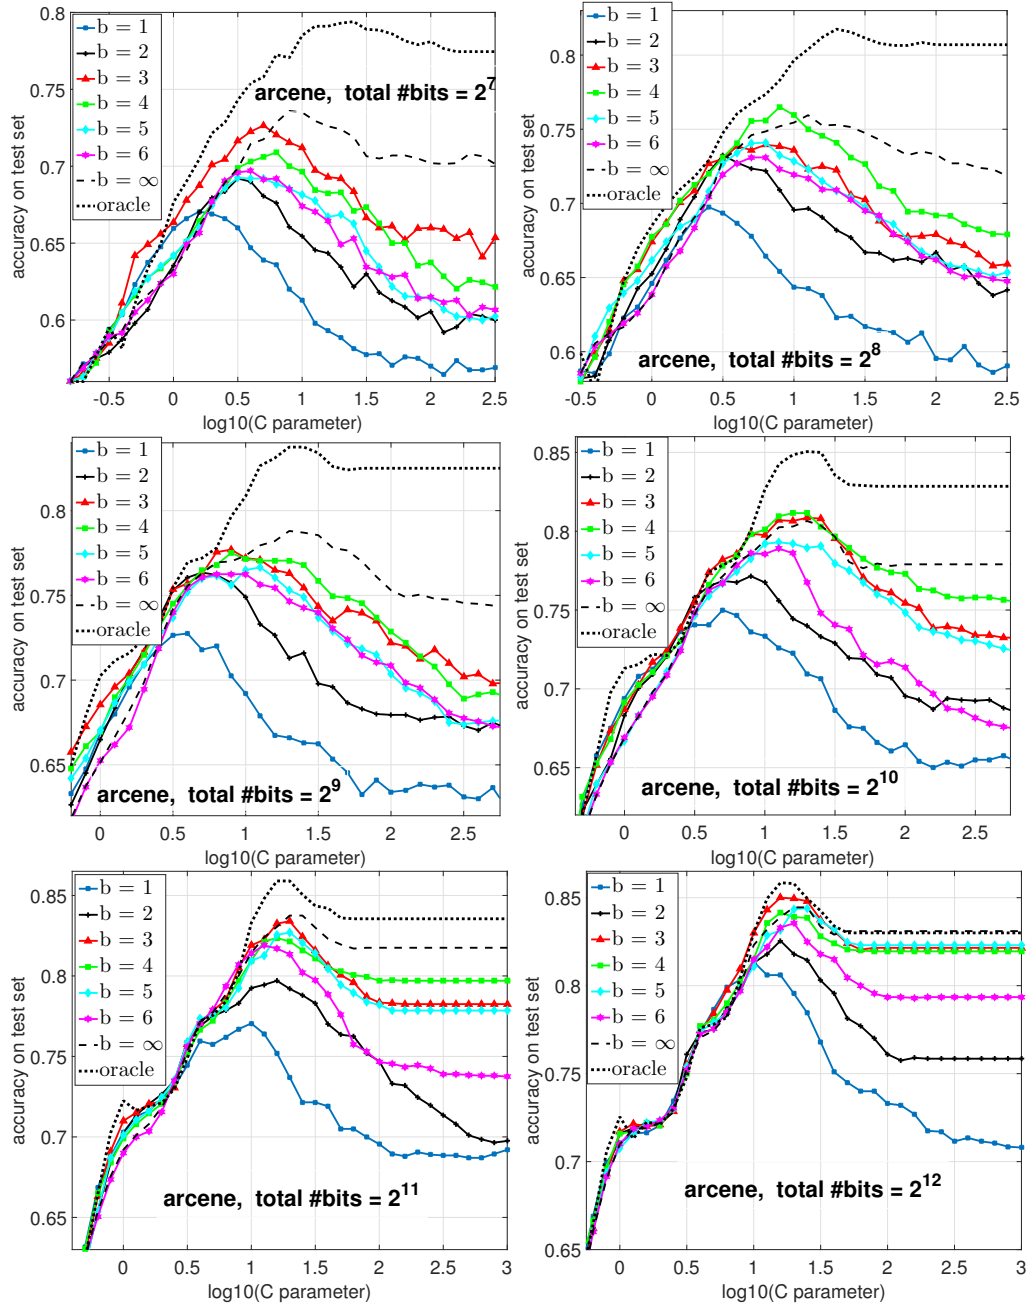 0.8
0.75
0.7
0.65
0.6
accuracy on test set
b = 1
b = 2
b = 3
b = 4
b = 5
b = 6
b = ∞
oracle
arcene, total #bits = 2^7
-0.5 0 0.5 1 1.5 2 2.5
log10(C parameter)
0.8
0.75
0.7
0.65
0.6
accuracy on test set
b = 1
b = 2
b = 3
b = 4
b = 5
b = 6
b = ∞
oracle
arcene, total #bits = 2^8
-0.5 0 0.5 1 1.5 2 2.5
log10(C parameter)
0.8
0.75
0.7
0.65
accuracy on test set
b = 1
b = 2
b = 3
b = 4
b = 5
b = 6
b = ∞
oracle
arcene, total #bits = 2^9
0 0.5 1 1.5 2 2.5
log10(C parameter)
0.85
0.8
0.75
0.7
0.65
accuracy on test set
b = 1
b = 2
b = 3
b = 4
b = 5
b = 6
b = ∞
oracle
arcene, total #bits = 2^10
0 0.5 1 1.5 2 2.5
log10(C parameter)
0.85
0.8
0.75
0.7
0.65
accuracy on test set
b = 1
b = 2
b = 3
b = 4
b = 5
b = 6
b = ∞
oracle
arcene, total #bits = 2^11
0 0.5 1 1.5 2 2.5 3
log10(C parameter)
0.85
0.8
0.75
0.7
0.65
accuracy on test set
b = 1
b = 2
b = 3
b = 4
b = 5
b = 6
b = ∞
oracle
arcene, total #bits = 2^12
0 0.5 1 1.5 2 2.5 3
log10(C parameter)